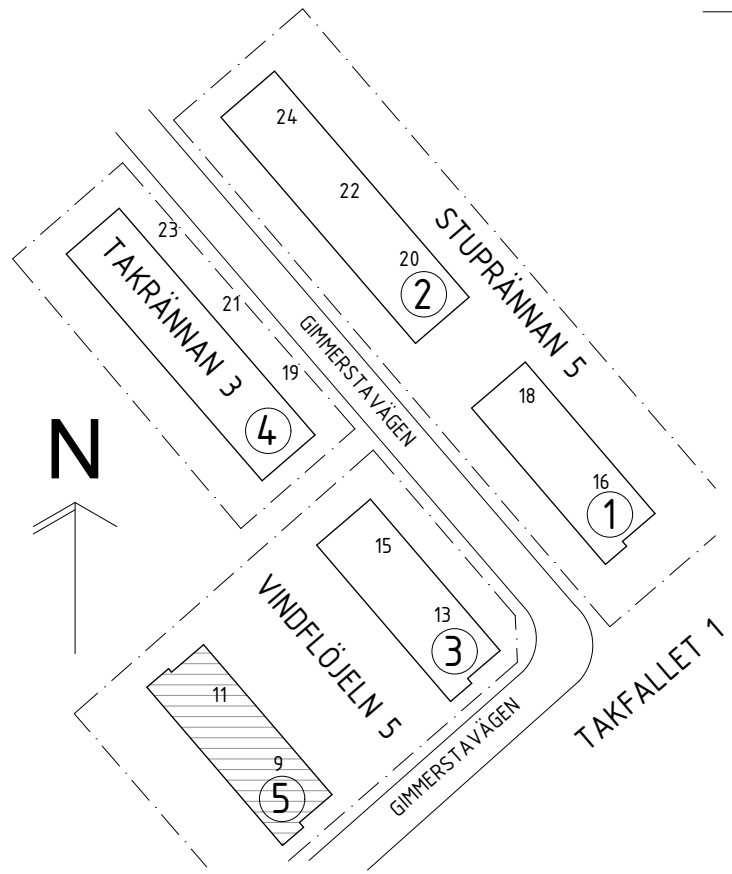 24
22
20
2
STUPRÄNNAN 5
23
21
19
TAKRÄNNAN 3
4
GIMMERSTAVÄGEN
18
16
1
N
15
13
3
VINDFLÖJELN 5
11
9
5
GIMMERSTAVÄGEN
TAKFALLET 1